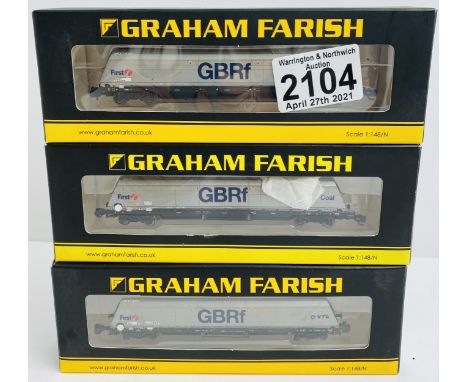 GRAHAM FARISH
Warrington & Northwich
Auction
2104
April 27th 2021
First
GBRf
www.grahamfarish.co.uk
Scale 1:148/N
GRAHAM FARISH
First
GBRf
Coal
www.grahamfarish.co.uk
Scale 1:148/N
GRAHAM FARISH
First
GBRf
www.grahamfarish.co.uk
Scale 1:148/N